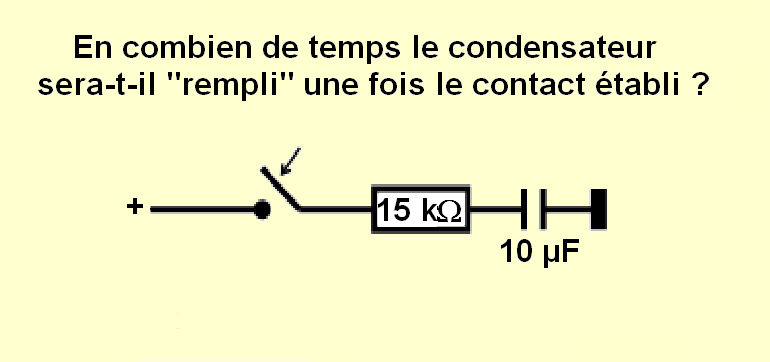 En combien de temps le condensateur
sera-t-il "rempli" une fois le contact établi ?
+
15 kΩ
10 µF